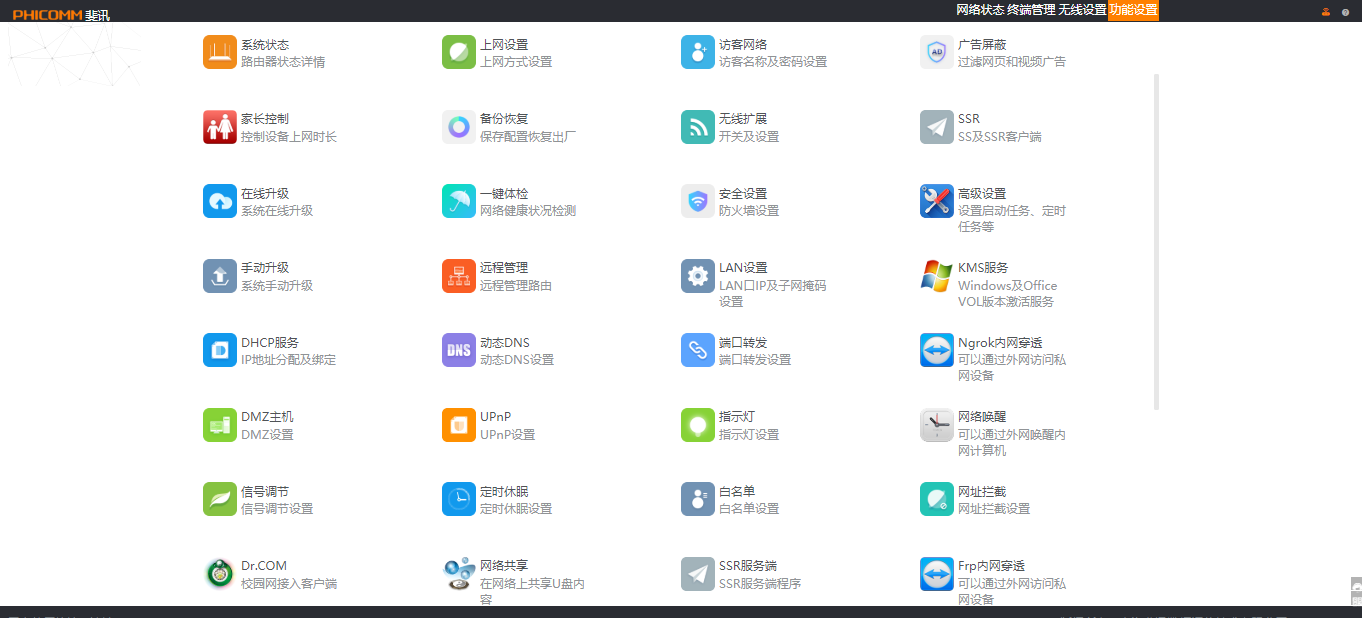 PHICOMM 斐讯
网络状态 终端管理 无线设置 功能设置
系统状态
路由器状态详情
上网设置
上网方式设置
访客网络
访客名称及密码设置
AD
广告屏蔽
过滤网页和视频广告
家长控制
控制设备上网时长
备份恢复
保存配置恢复出厂
无线扩展
开关及设置
SSR
SS及SSR客户端
在线升级
系统在线升级
一键体检
网络健康状况检测
安全设置
防火墙设置
高级设置
设置启动任务、定时
任务等
手动升级
系统手动升级
远程管理
远程管理路由
LAN设置
LAN口IP及子网掩码
设置
KMS服务
Windows及Office
VOL版本激活服务
DHCP服务
IP地址分配及绑定
DNS
动态DNS
动态DNS设置
端口转发
端口转发设置
Ngrok内网穿透
可以通过外网访问私
网设备
DMZ主机
DMZ设置
UPnP
UPnP设置
指示灯
指示灯设置
网络唤醒
可以通过外网唤醒内
网计算机
信号调节
信号调节设置
定时休眠
定时休眠设置
白名单
白名单设置
网址拦截
网址拦截设置
Dr.COM
校园网接入客户端
网络共享
在网络上共享U盘内
容
SSR服务端
SSR服务端程序
Frp内网穿透
可以通过外网访问私
网设备